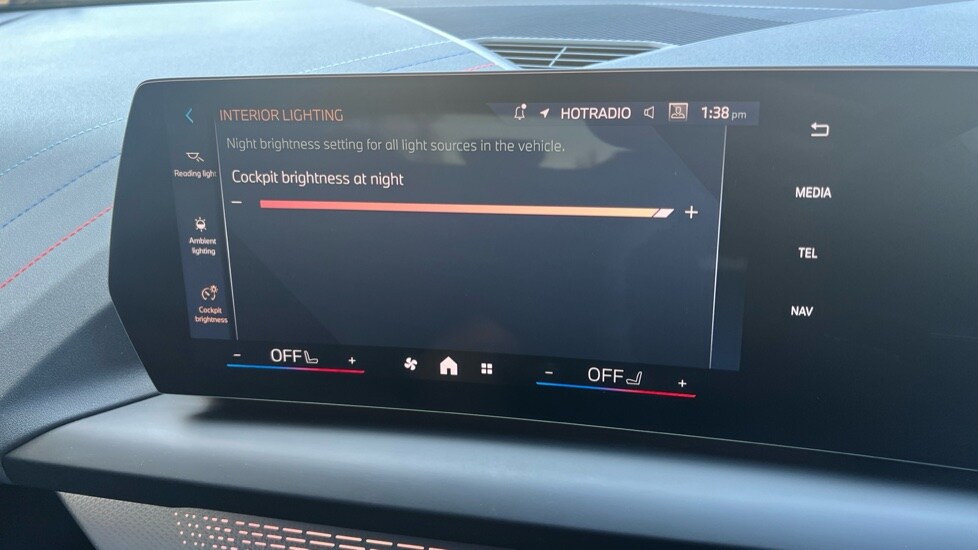 INTERIOR LIGHTING
HOTRADIO
1:38 pm
Night brightness setting for all light sources in the vehicle.
Reading light
Cockpit brightness at night
− +
MEDIA
Ambient
lighting
TEL
Cockpit
brightness
NAV
− OFF +
− OFF +